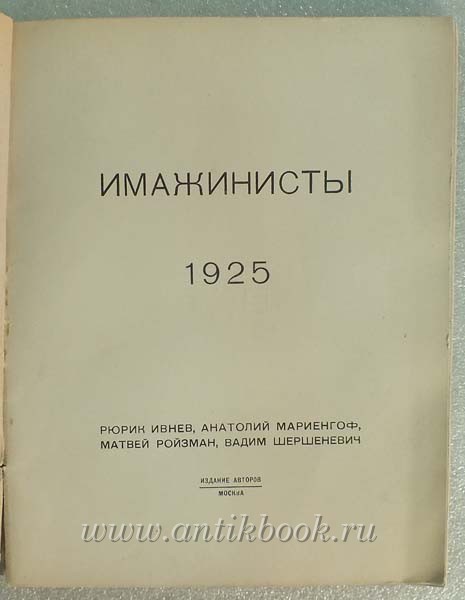 ИМАЖИНИСТЫ
1925
РЮРИК ИВНЕВ, АНАТОЛИЙ МАРИЕНГОФ,
МАТВЕЙ РОЙЗМАН, ВАДИМ ШЕРШЕНЕВИЧ
ИЗДАНИЕ АВТОРОВ
МОСКВА
www.antikbook.ru